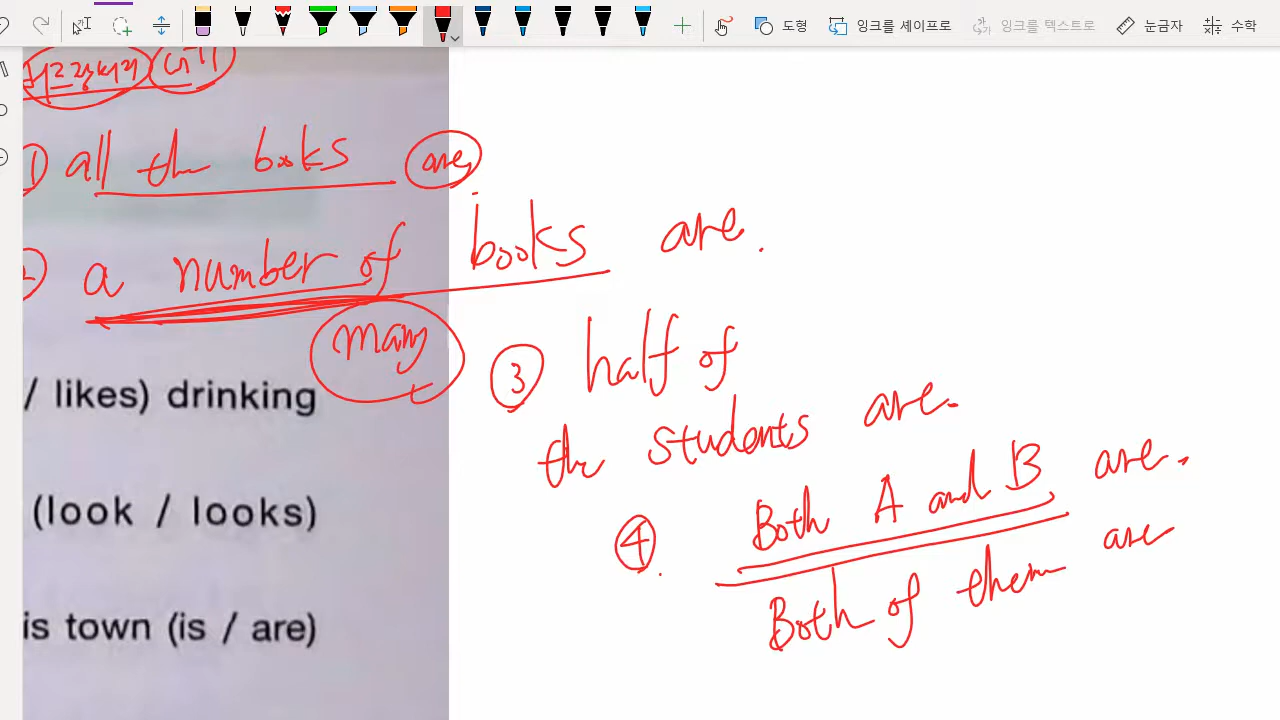 도형 잉크를 셰이프로 잉크를 텍스트로 눈금자 수학
1) all the books are
a number of books are.
many
/ likes) drinking
③ half of
the students are.
(look / looks)
④. Both A and B are.
Both of them are
is town (is / are)